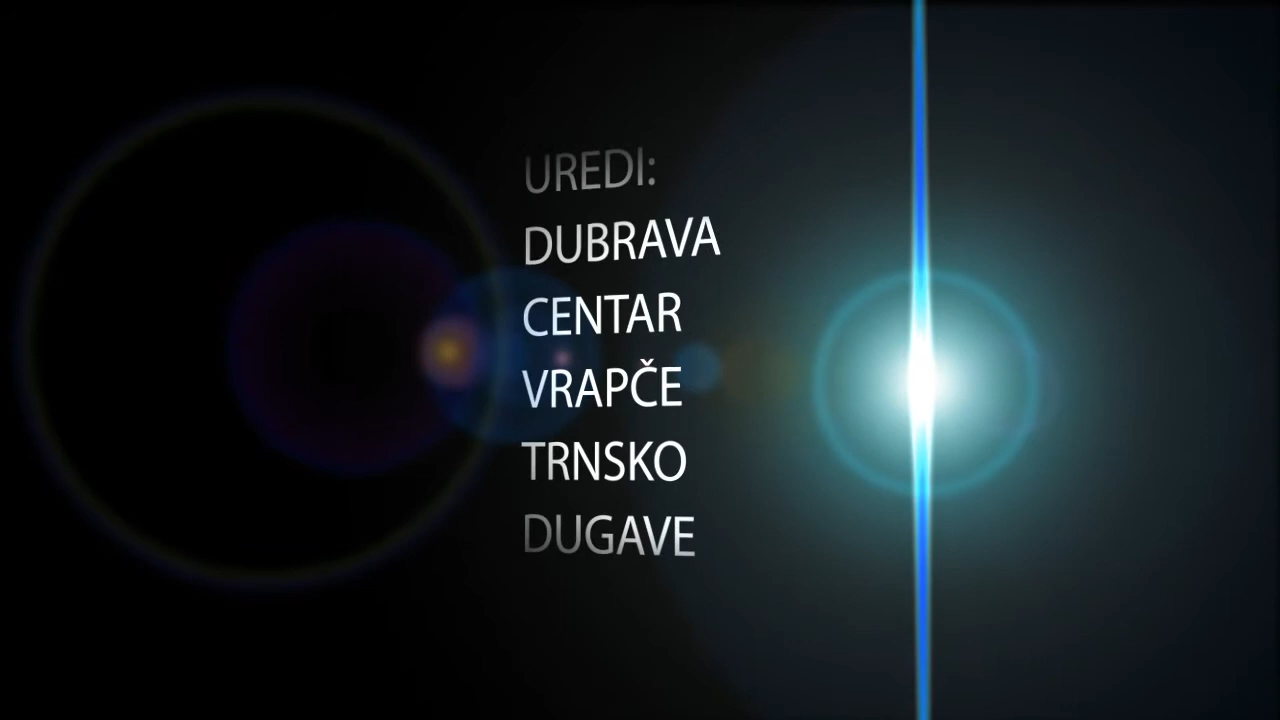 UREDI:
DUBRAVA
CENTAR
VRAPČE
TRNSKO
DUGAVE